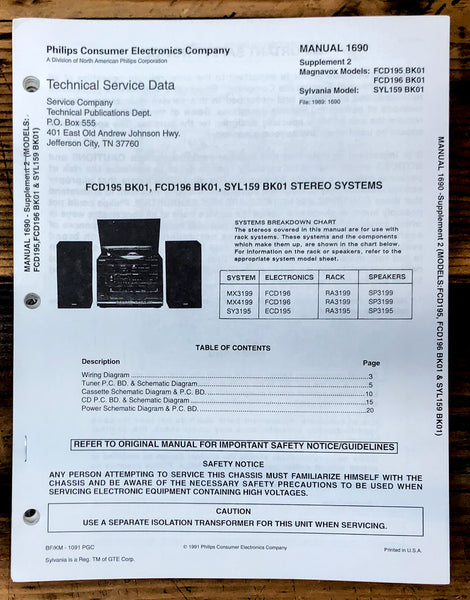 Philips Consumer Electronics Company
A Division of North American Philips Corporation
MANUAL 1690
Supplement 2
Magnavox Models: FCD195 BK01
FCD196 BK01
Sylvania Model: SYL159 BK01
File: 1989: 1690
Technical Service Data
Service Company
Technical Publications Dept.
P.O. Box 555
401 East Old Andrew Johnson Hwy.
Jefferson City, TN 37760
MANUAL 1690 - Supplement 2 (MODELS:
FCD195,FCD196 BK01 & SYL159 BK01)
MANUAL 1690 -Supplement 2 (MODELS:FCD195, FCD196 BK01 & SYL159 BK01)
FCD195 BK01, FCD196 BK01, SYL159 BK01 STEREO SYSTEMS
SYSTEMS BREAKDOWN CHART
The stereos covered in this manual are for use with
rack systems. These systems and the components
which make them up, are shown in the chart below.
For information on the rack or speakers, refer to the
appropriate system model sheet.
SYSTEM ELECTRONICS RACK SPEAKERS
MX3199 FCD196 RA3199 SP3199
MX4199 FCD196 RA3199 SP3199
SY3195 ECD195 RA3195 SP3195
TABLE OF CONTENTS
Description Page
Wiring Diagram 3
Tuner P.C. BD. & Schematic Diagram 5
Cassette Schematic Diagram & P.C. BD. 10
CD P.C. BD. & Schematic Diagram 15
Power Schematic Diagram & P.C. BD. 20
REFER TO ORIGINAL MANUAL FOR IMPORTANT SAFETY NOTICE/GUIDELINES
SAFETY NOTICE
ANY PERSON ATTEMPTING TO SERVICE THIS CHASSIS MUST FAMILIARIZE HIMSELF WITH THE
CHASSIS AND BE AWARE OF THE NECESSARY SAFETY PRECAUTIONS TO BE USED WHEN
SERVICING ELECTRONIC EQUIPMENT CONTAINING HIGH VOLTAGES.
CAUTION
USE A SEPARATE ISOLATION TRANSFORMER FOR THIS UNIT WHEN SERVICING.
BF/KM - 1091 PGC
© 1991 Philips Consumer Electronics Company
Printed in U.S.A.
Sylvania is a Reg. TM of GTE Corp.